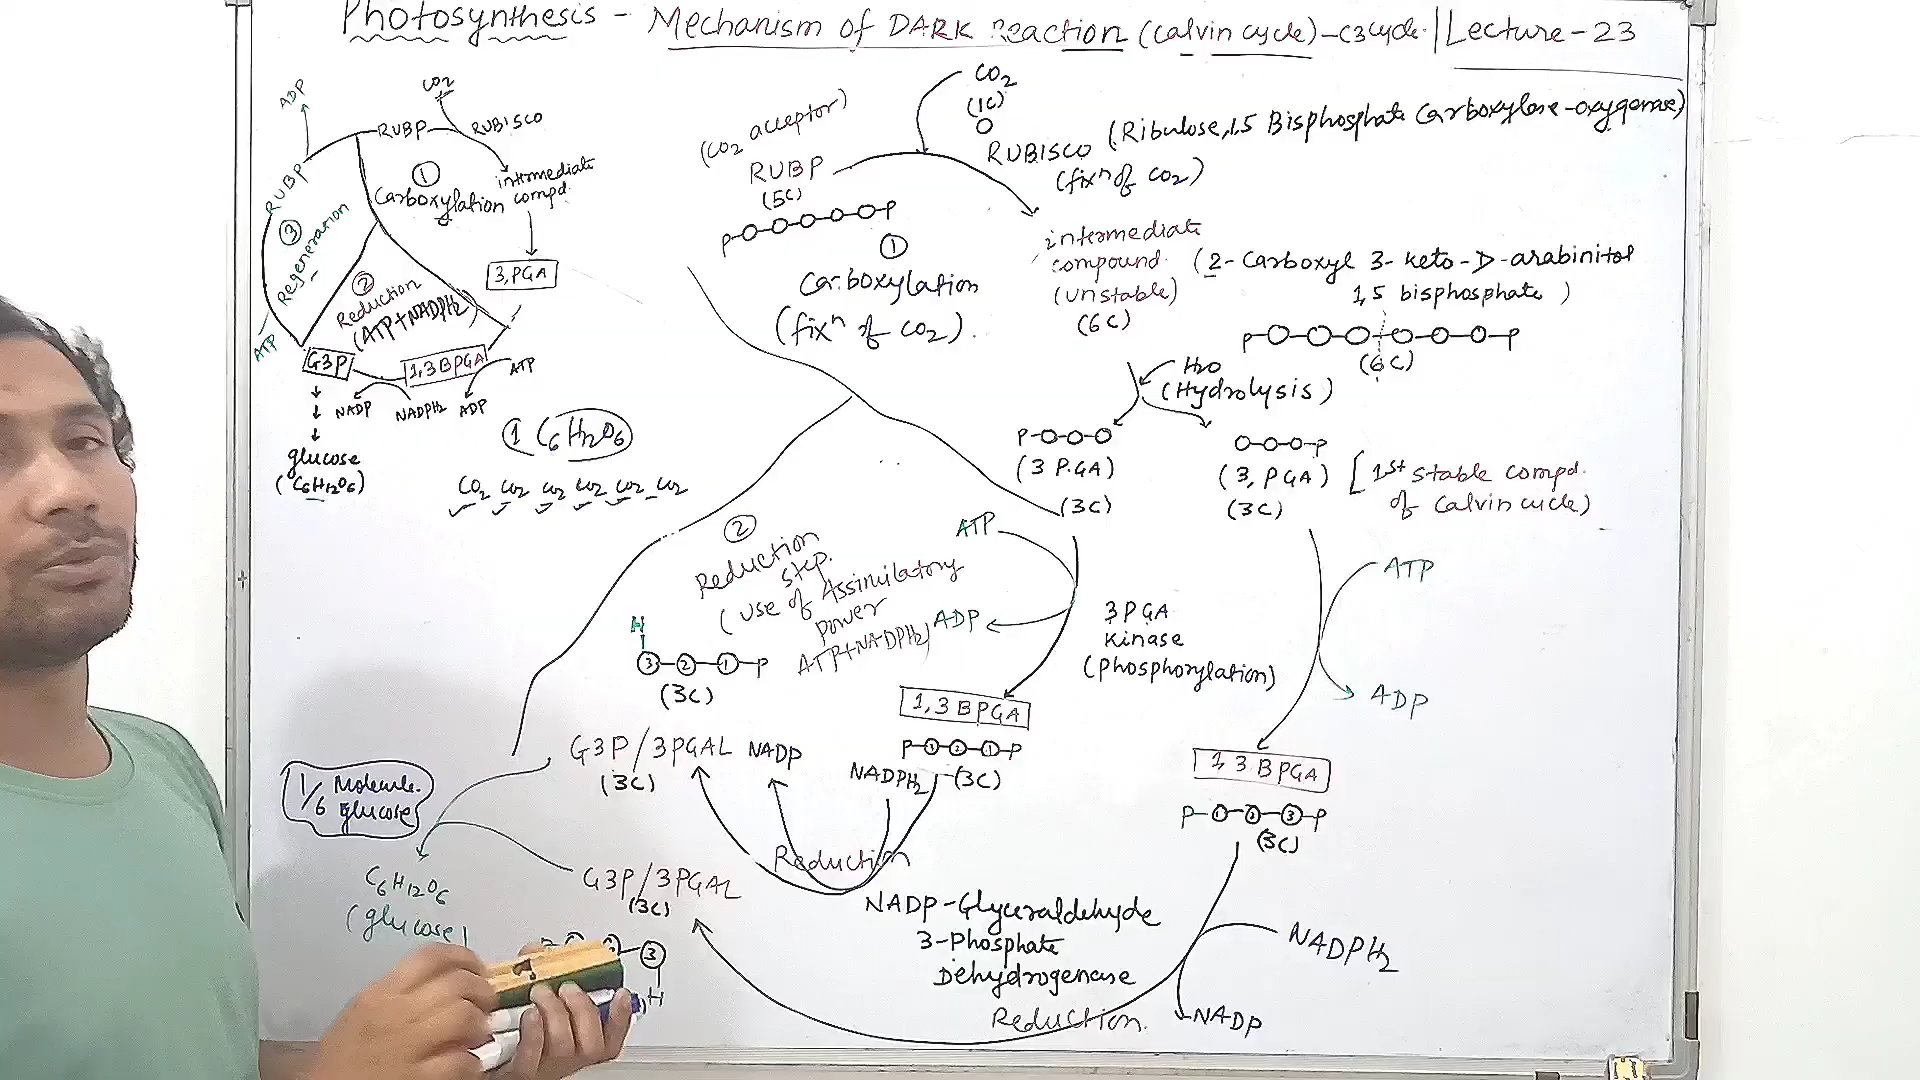 Photosynthesis - Mechanism of DARK Reaction (Calvin cycle) - C3 Cycle | Lecture - 23
ADP
CO2
RUBP
RUBISCO
intermediate
compd.
①
Carboxylation
RUBP
③
Regeneration
ATP
②
Reduction
(ATP+NADPH2)
3,PGA
G3P
1,3 BPGA
ATP
NADP
NADPH2
ADP
glucose
(C6H12O6)
① C6H12O6
CO2 CO2 CO2 CO2 CO2 CO2
(CO2 acceptor)
RUBP
(5C)
P-O-O-O-O-O-P
CO2
(1C)
RUBISCO (Ribulose,1,5 Bisphosphate Carboxylase-oxygenase)
(fixn of CO2)
①
Carboxylation
(fixn of CO2).
intermediate
compound.
(unstable)
(6C)
(2-Carboxyl 3-keto-D-arabinitol
1,5 bisphosphate)
P-O-O-O-O-O-O-P
(6C)
H2O
(Hydrolysis)
P-O-O-O
(3 PGA)
(3C)
O-O-O-P
(3, PGA)
(3C)
[1st stable compd.
of Calvin cycle)
②
Reduction
step.
(use of Assimilatory
power
ATP+NADPH2)
ATP
ADP
3PGA
Kinase
(Phosphorylation)
ATP
ADP
H
③-②-①-P
(3C)
1,3 BPGA
P-①-②-①-P
(3C)
G3P/3PGAL
(3C)
NADP
NADPH2
1,3 BPGA
P-①-②-③-P
(3C)
1/6 Molecule.
glucose
C6H12O6
(glucose)
Reduction
G3P/3PGAL
(3C)
③
H
NADP-Glyceraldehyde
3-Phosphate
Dehydrogenase
Reduction.
NADPH2
NADP